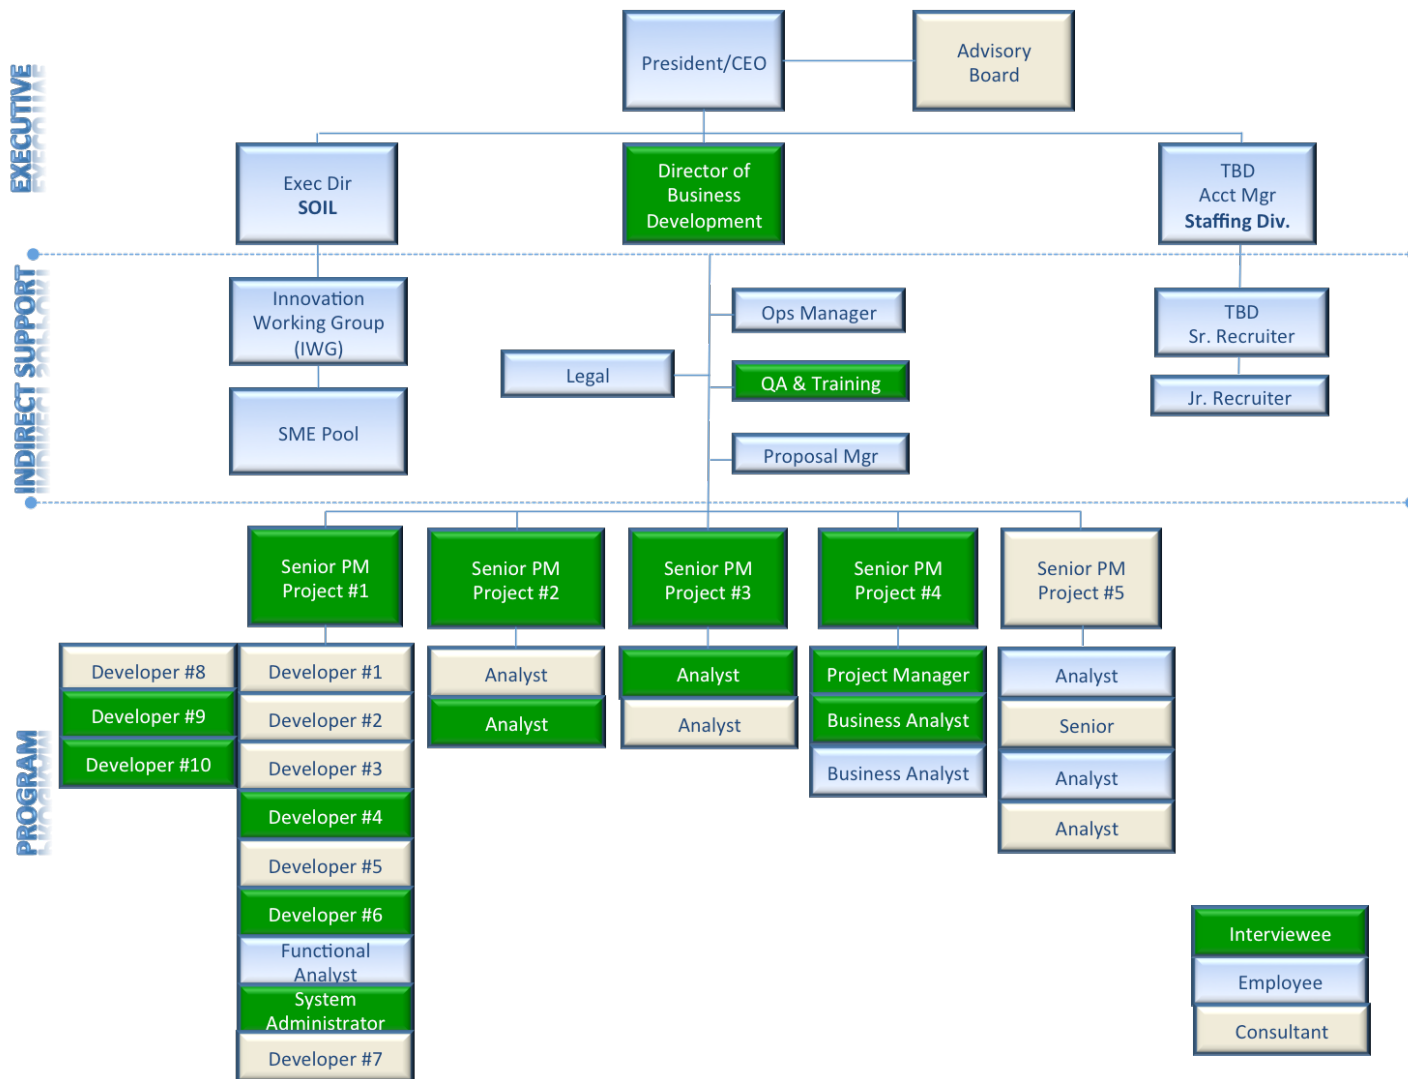 EXECUTIVE
President/CEO
Advisory
Board
Exec Dir
SOIL
Director of
Business
Development
TBD
Acct Mgr
Staffing Div.
INDIRECT SUPPORT
Innovation
Working Group
(IWG)
SME Pool
Legal
Ops Manager
QA & Training
Proposal Mgr
TBD
Sr. Recruiter
Jr. Recruiter
PROGRAM
Senior PM
Project #1
Senior PM
Project #2
Senior PM
Project #3
Senior PM
Project #4
Senior PM
Project #5
Developer #8
Developer #9
Developer #10
Developer #1
Developer #2
Developer #3
Developer #4
Developer #5
Developer #6
Functional
Analyst
System
Administrator
Developer #7
Analyst
Analyst
Analyst
Analyst
Project Manager
Business Analyst
Business Analyst
Analyst
Senior
Analyst
Analyst
Interviewee
Employee
Consultant